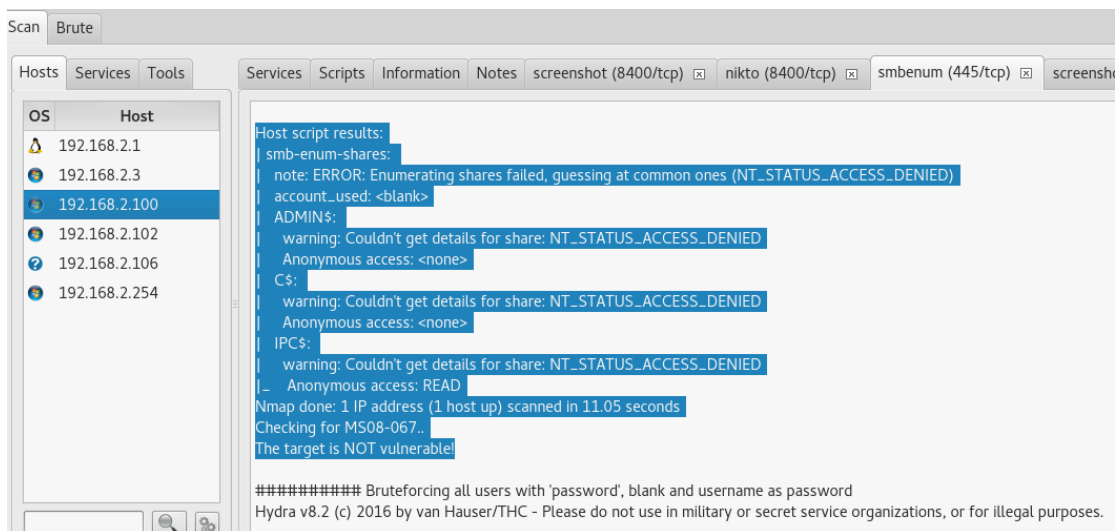 Scan Brute
Hosts Services Tools
Services Scripts Information Notes screenshot (8400/tcp) nikto (8400/tcp) smbenum (445/tcp)
OS Host
192.168.2.1
192.168.2.3
192.168.2.100
192.168.2.102
192.168.2.106
192.168.2.254
Host script results:
| smb-enum-shares:
| note: ERROR: Enumerating shares failed, guessing at common ones (NT_STATUS_ACCESS_DENIED)
| account_used: <blank>
| ADMIN$:
| warning: Couldn't get details for share: NT_STATUS_ACCESS_DENIED
| Anonymous access: <none>
| C$:
| warning: Couldn't get details for share: NT_STATUS_ACCESS_DENIED
| Anonymous access: <none>
| IPC$:
| warning: Couldn't get details for share: NT_STATUS_ACCESS_DENIED
|_ Anonymous access: READ
Nmap done: 1 IP address (1 host up) scanned in 11.05 seconds
Checking for MS08-067..
The target is NOT vulnerable!
########## Bruteforcing all users with 'password', blank and username as password
Hydra v8.2 (c) 2016 by van Hauser/THC - Please do not use in military or secret service organizations, or for illegal purposes.